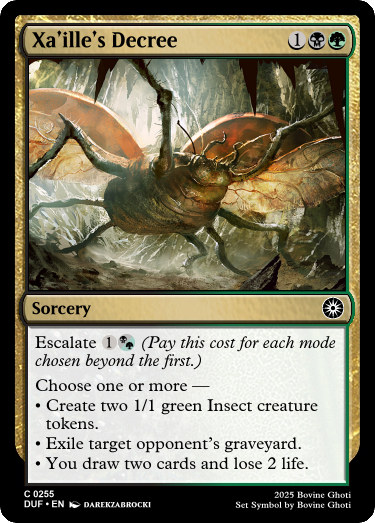 Xa'ille's Decree 1
Sorcery
Escalate 1 (Pay this cost for each mode
chosen beyond the first.)
Choose one or more —
• Create two 1/1 green Insect creature
tokens.
• Exile target opponent's graveyard.
• You draw two cards and lose 2 life.
C 0255
2025 Bovine Ghoti
DUF • EN DAREKZABROCKI
Set Symbol by Bovine Ghoti